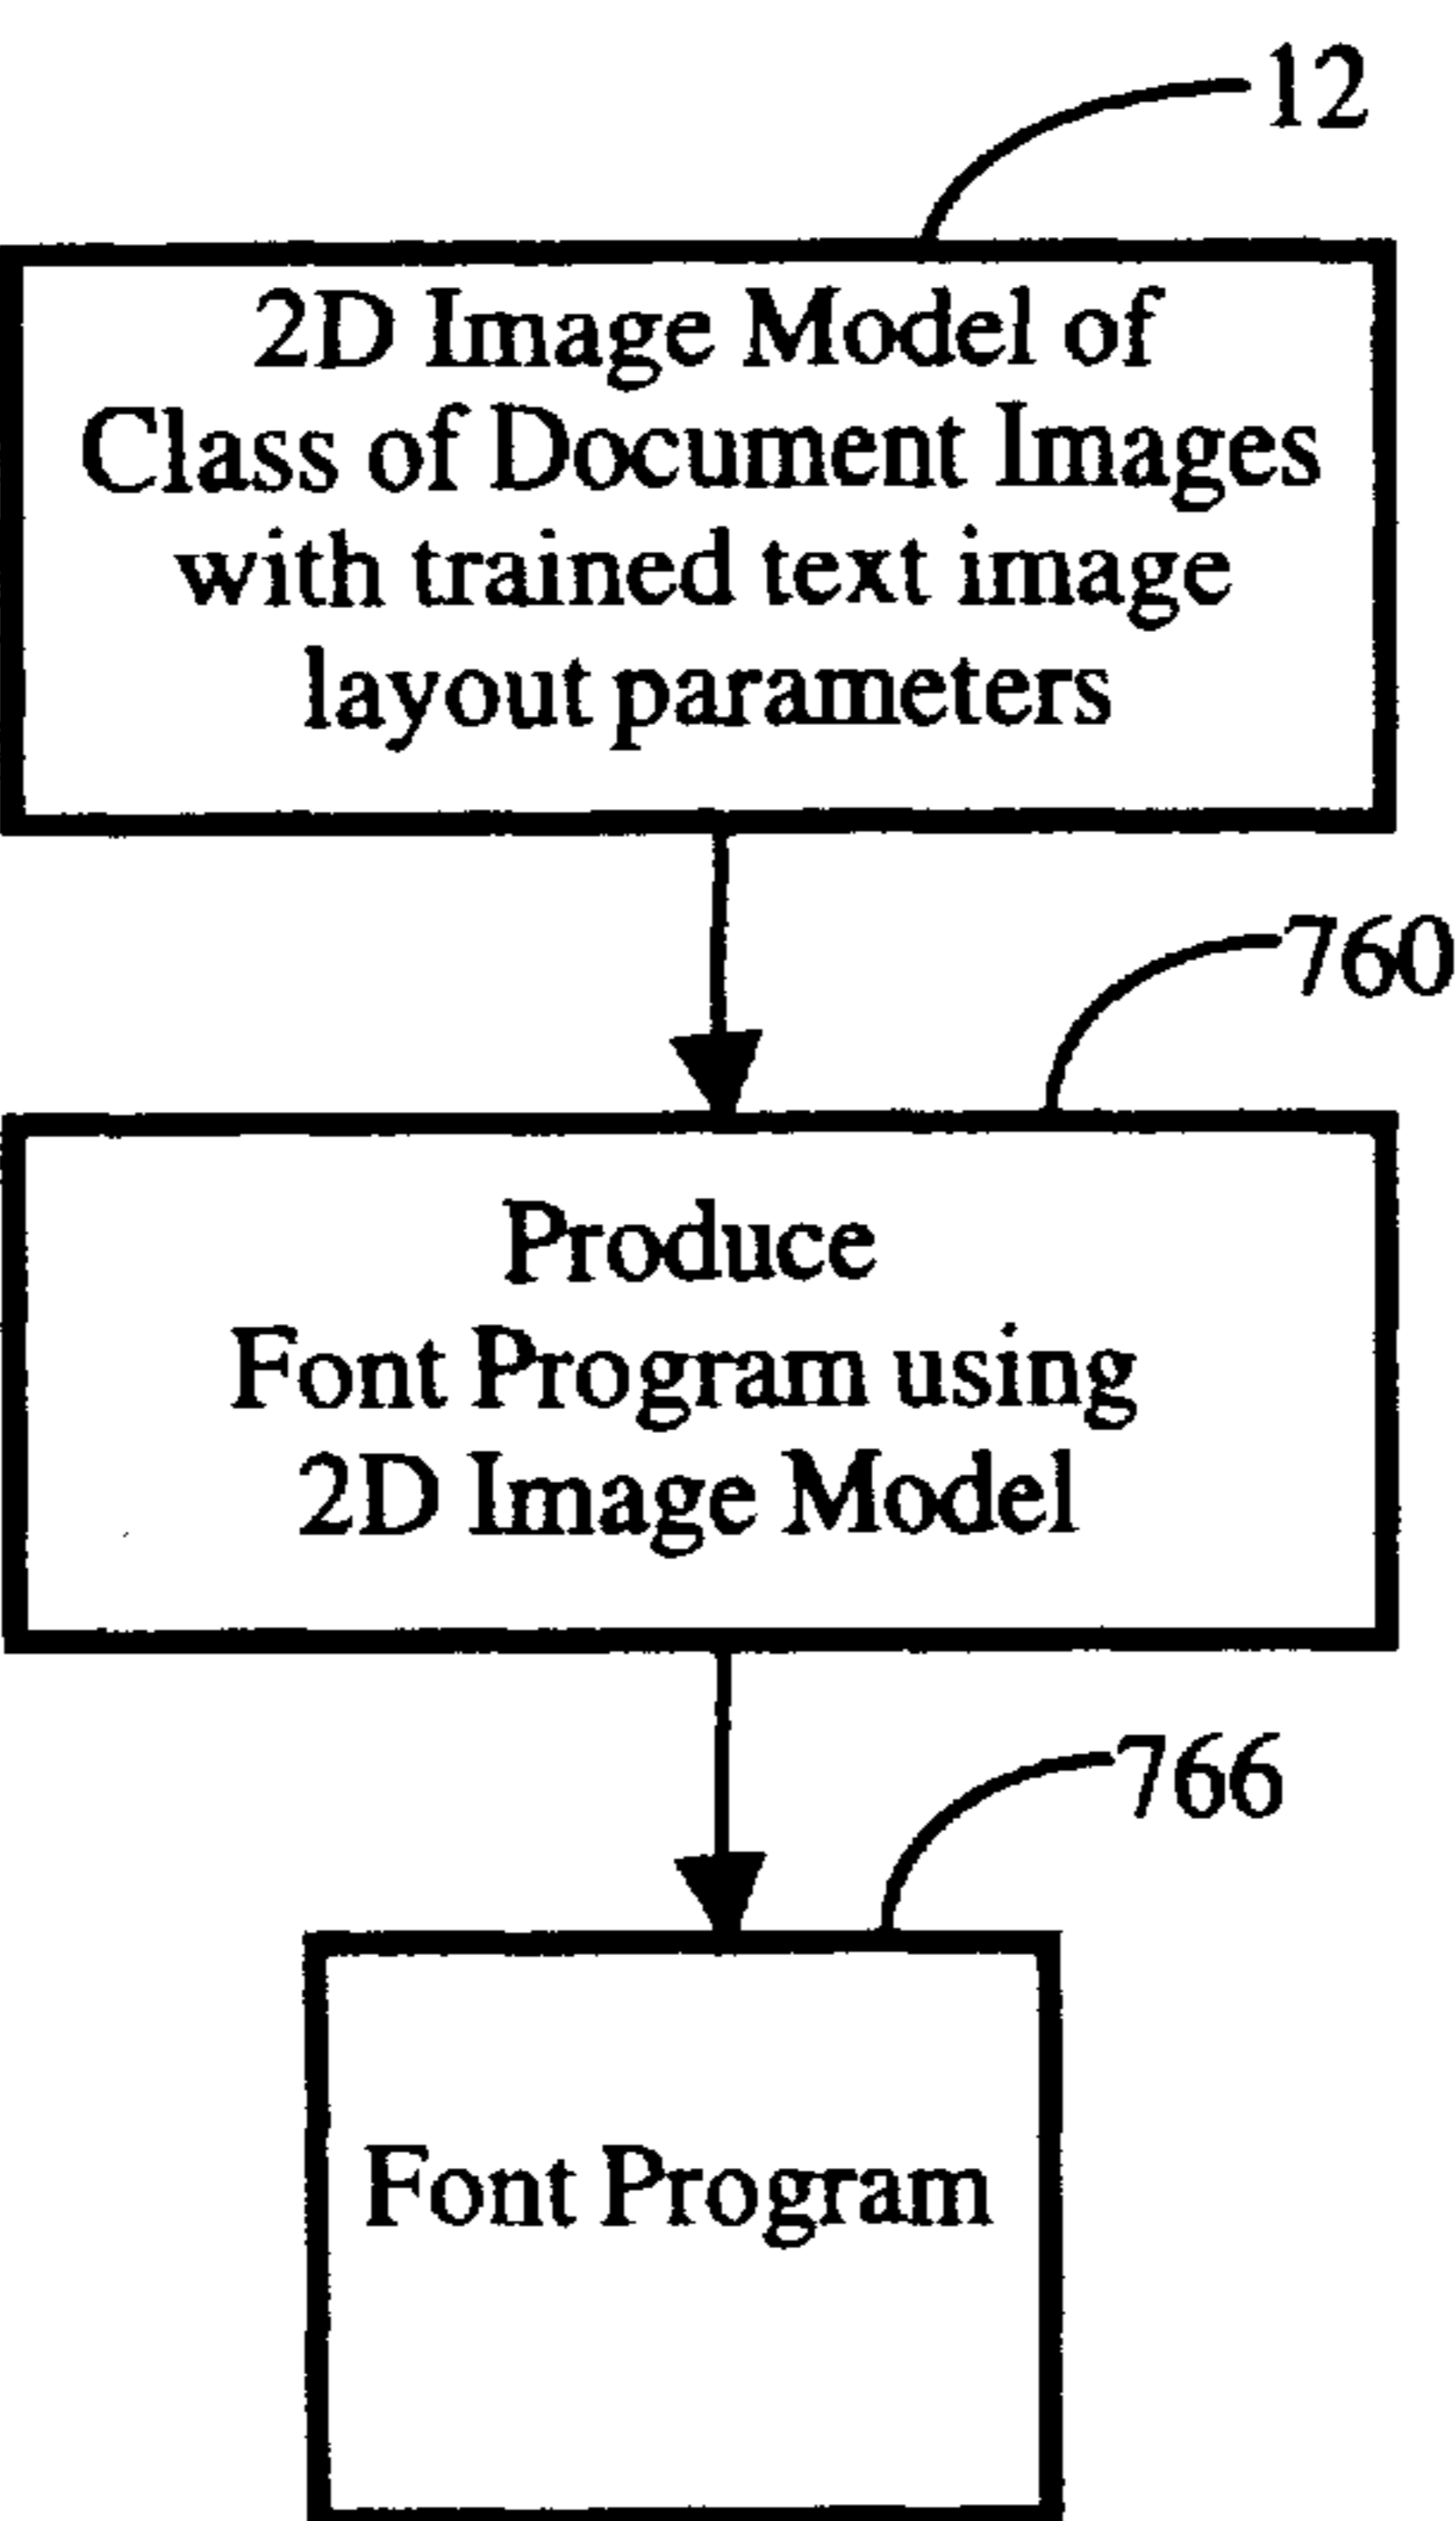 12
2D Image Model of
Class of Document Images
with trained text image
layout parameters
760
Produce
Font Program using
2D Image Model
766
Font Program